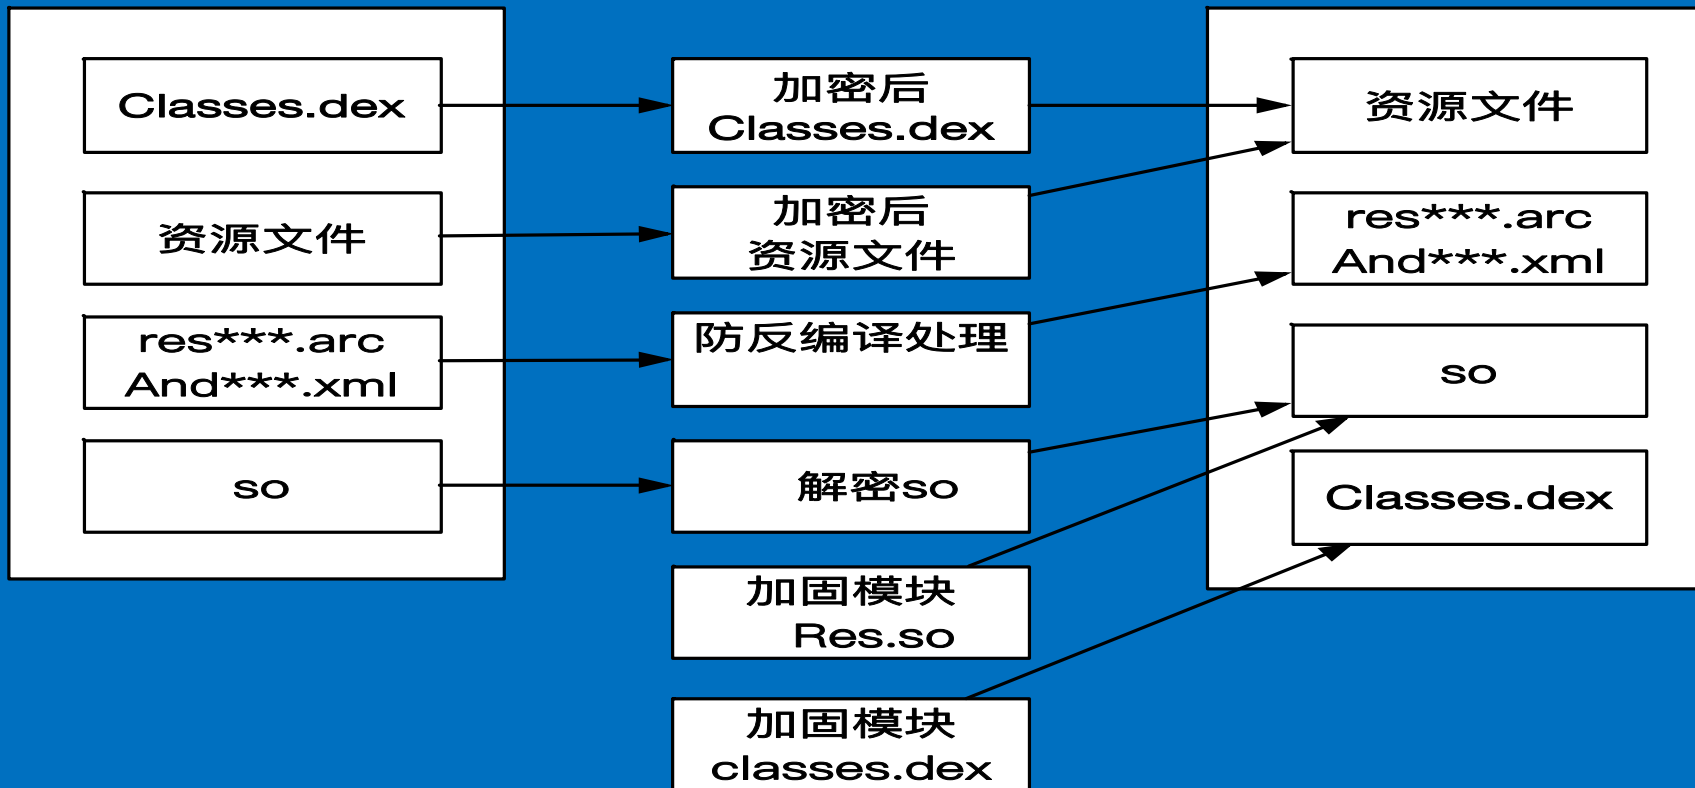 Classes.dex
资源文件
res***.arc
And***.xml
so
加密后
Classes.dex
加密后
资源文件
防反编译处理
解密so
加固模块
Res.so
加固模块
classes.dex
资源文件
res***.arc
And***.xml
so
Classes.dex